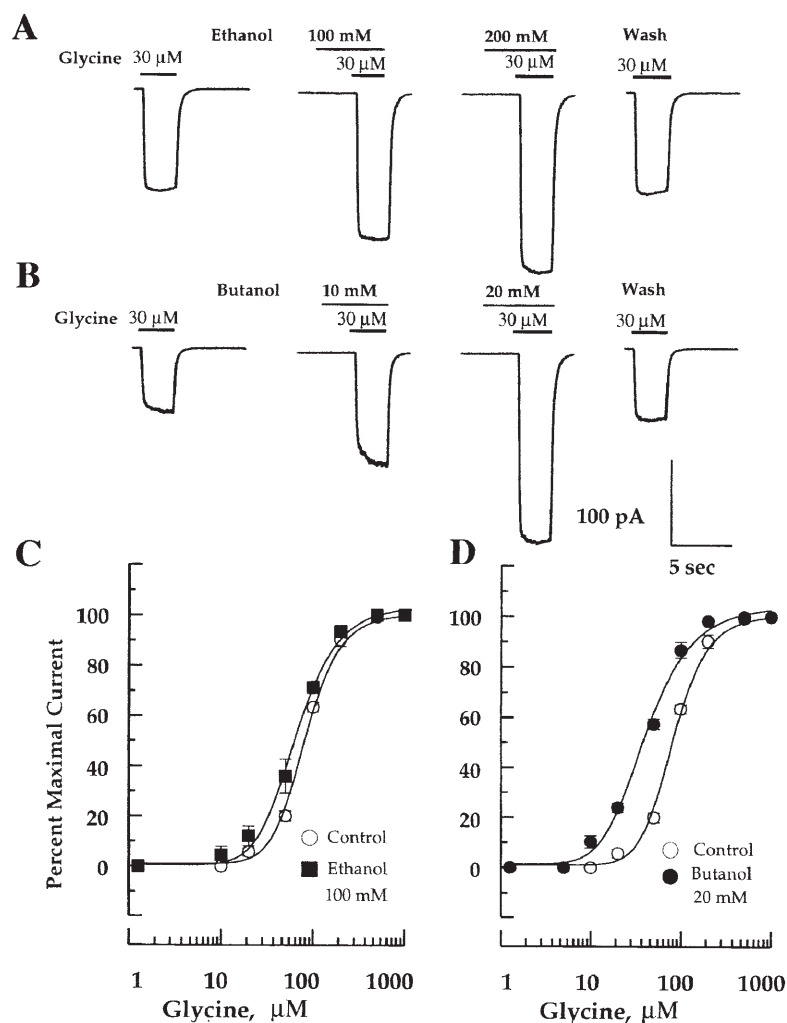 A
Ethanol 100 mM 200 mM Wash
Glycine 30 µM 30 µM 30 µM 30 µM
B
Butanol 10 mM 20 mM Wash
Glycine 30 µM 30 µM 30 µM 30 µM
100 pA
5 sec
C
Percent Maximal Current
100
80
60
40
20
0
Control
Ethanol
100 mM
1 10 100 1000
Glycine, µM
D
100
80
60
40
20
0
Control
Butanol
20 mM
1 10 100 1000
Glycine, µM